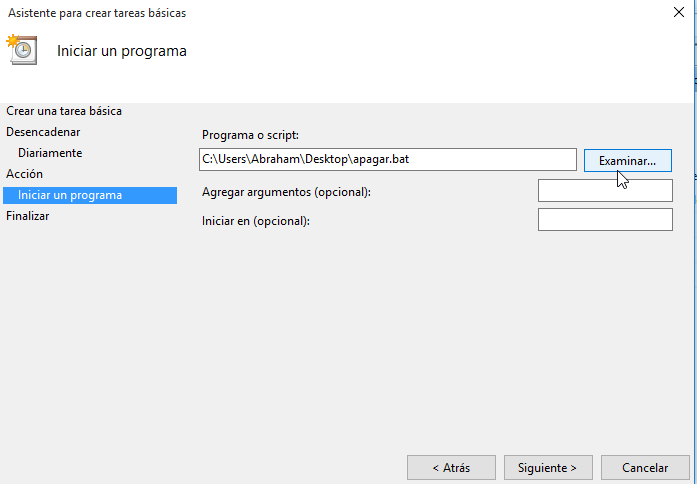 Asistente para crear tareas básicas
Iniciar un programa
Crear una tarea básica
Desencadenar
Diariamente
Acción
Iniciar un programa
Finalizar
Programa o script:
C:\Users\Abraham\Desktop\apagar.bat
Examinar...
Agregar argumentos (opcional):
Iniciar en (opcional):
< Atrás
Siguiente >
Cancelar